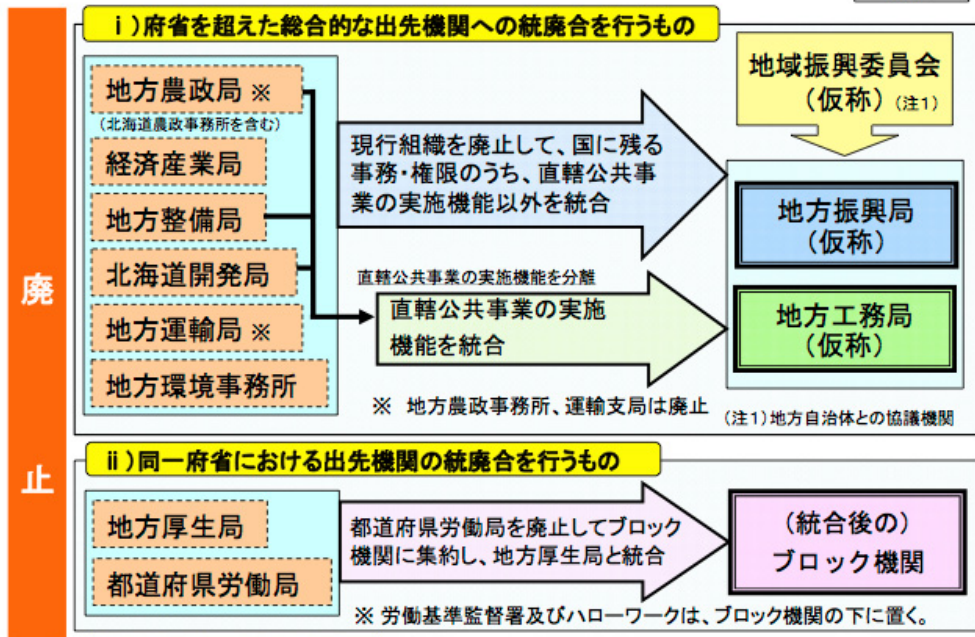 廃止
ⅰ）府省を超えた総合的な出先機関への統廃合を行うもの
地方農政局 ※
（北海道農政事務所を含む）
経済産業局
地方整備局
北海道開発局
地方運輸局 ※
地方環境事務所
現行組織を廃止して、国に残る
事務・権限のうち、直轄公共事
業の実施機能以外を統合
直轄公共事業の実施機能を分離
直轄公共事業の実施
機能を統合
※ 地方農政事務所、運輸支局は廃止
地域振興委員会
（仮称）（注1）
地方振興局
（仮称）
地方工務局
（仮称）
（注1）地方自治体との協議機関
ⅱ）同一府省における出先機関の統廃合を行うもの
地方厚生局
都道府県労働局
都道府県労働局を廃止してブロック
機関に集約し、地方厚生局と統合
（統合後の）
ブロック機関
※ 労働基準監督署及びハローワークは、ブロック機関の下に置く。